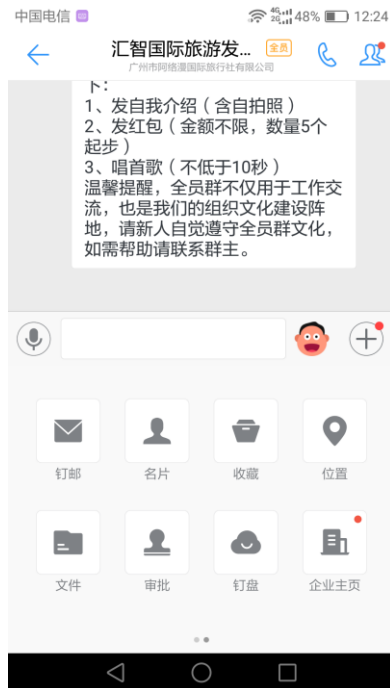 中国电信
4G
2G
48%
12:24
汇智国际旅游发...
全员
广州市阿络漫国际旅行社有限公司
下：
1、发自我介绍（含自拍照）
2、发红包（金额不限，数量5个
起步）
3、唱首歌（不低于10秒）
温馨提醒，全员群不仅用于工作交
流，也是我们的组织文化建设阵
地，请新人自觉遵守全员群文化，
如需帮助请联系群主。
钉邮
名片
收藏
位置
文件
审批
钉盘
企业主页